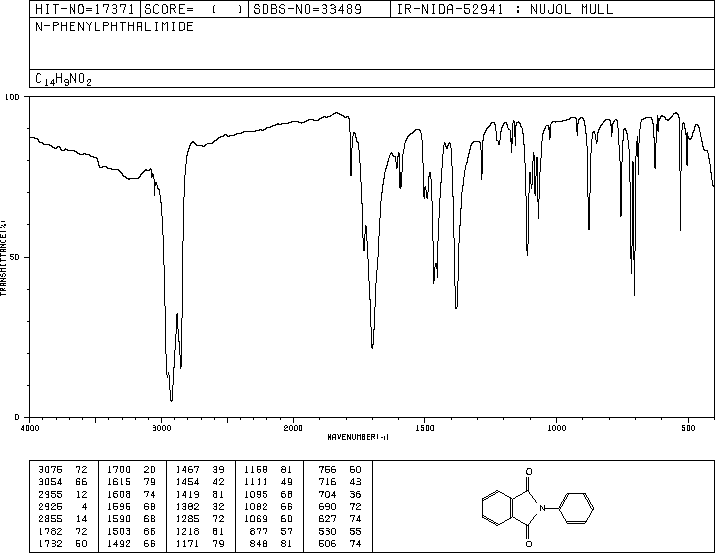 HIT-NO=17371 SCORE= ( ) SDBS-NO=33489 IR-NIDA-52941 : NUJOL MULL
N-PHENYLPHTHALIMIDE
C14H9NO2
100
50
0
TRANSMITTANCE(%)
4000 3000 2000 1500 1000 500
WAVENUMBER(-1)
3075 72 1700 20 1467 39 1168 81 756 60
3054 66 1615 79 1454 42 1111 49 716 43
2955 12 1608 74 1419 81 1095 68 704 36
2925 4 1596 68 1382 32 1082 66 690 72
2855 14 1590 68 1285 72 1069 60 627 74
1782 72 1503 66 1218 81 877 57 530 55
1732 50 1492 66 1171 79 848 81 506 74
O
N
O